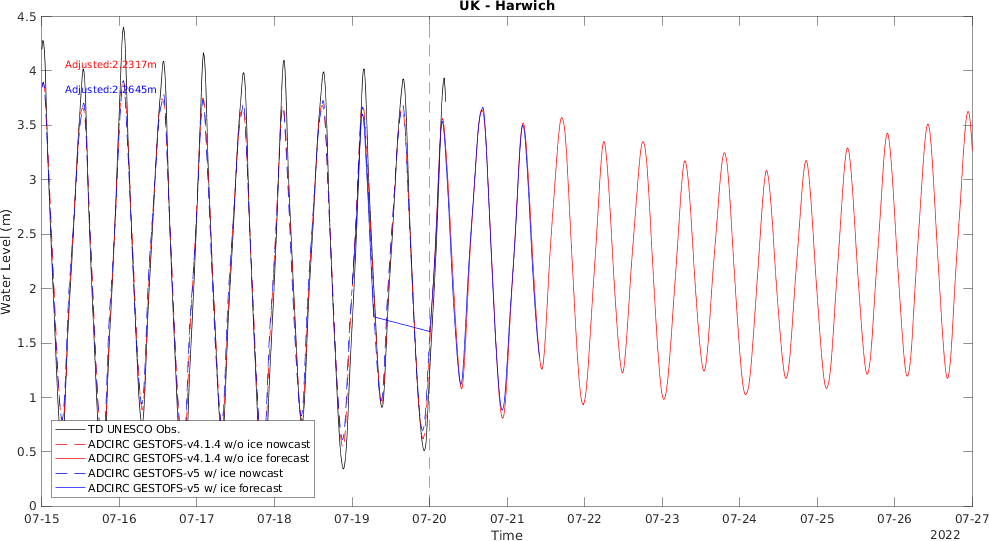 UK - Harwich
4.5
4
3.5
3
2.5
2
1.5
1
0.5
0
Water Level (m)
Adjusted:2.2317m
Adjusted:2.2645m
TD UNESCO Obs.
ADCIRC GESTOFS-v4.1.4 w/o ice nowcast
ADCIRC GESTOFS-v4.1.4 w/o ice forecast
ADCIRC GESTOFS-v5 w/ ice nowcast
ADCIRC GESTOFS-v5 w/ ice forecast
07-15 07-16 07-17 07-18 07-19 07-20 07-21 07-22 07-23 07-24 07-25 07-26 07-27
Time
2022